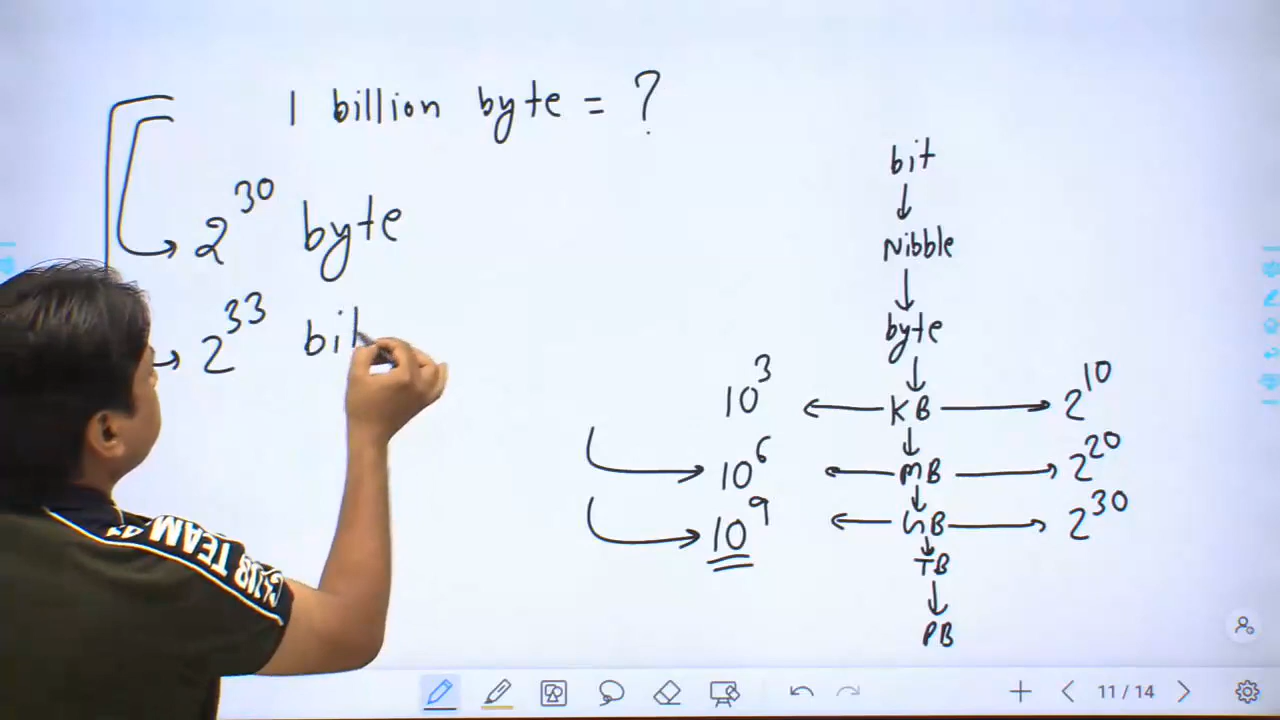 1 billion byte = ?
2^30 byte
2^33 bit
bit
↓
Nibble
↓
byte
↓
10^3 ← KB → 2^10
↓
10^6 ← MB → 2^20
↓
10^9 ← GB → 2^30
↓
TB
↓
PB
TEAM
11 / 14